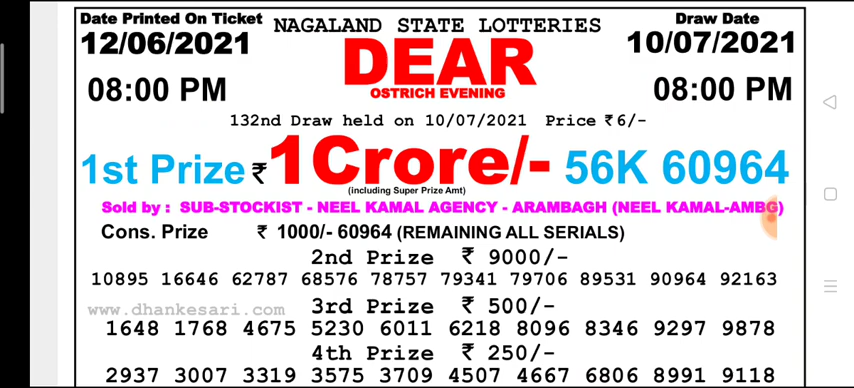 Date Printed On Ticket NAGALAND STATE LOTTERIES Draw Date
12/06/2021 DEAR 10/07/2021
08:00 PM OSTRICH EVENING 08:00 PM
132nd Draw held on 10/07/2021 Price ₹6/-
1st Prize ₹1Crore/- 56K 60964
(including Super Prize Amt)
Sold by : SUB-STOCKIST - NEEL KAMAL AGENCY - ARAMBAGH (NEEL KAMAL-AMBG)
Cons. Prize ₹ 1000/- 60964 (REMAINING ALL SERIALS)
2nd Prize ₹ 9000/-
10895 16646 62787 68576 78757 79341 79706 89531 90964 92163
www.dhankesari.com 3rd Prize ₹ 500/-
1648 1768 4675 5230 6011 6218 8096 8346 9297 9878
4th Prize ₹ 250/-
2937 3007 3319 3575 3709 4507 4667 6806 8991 9118